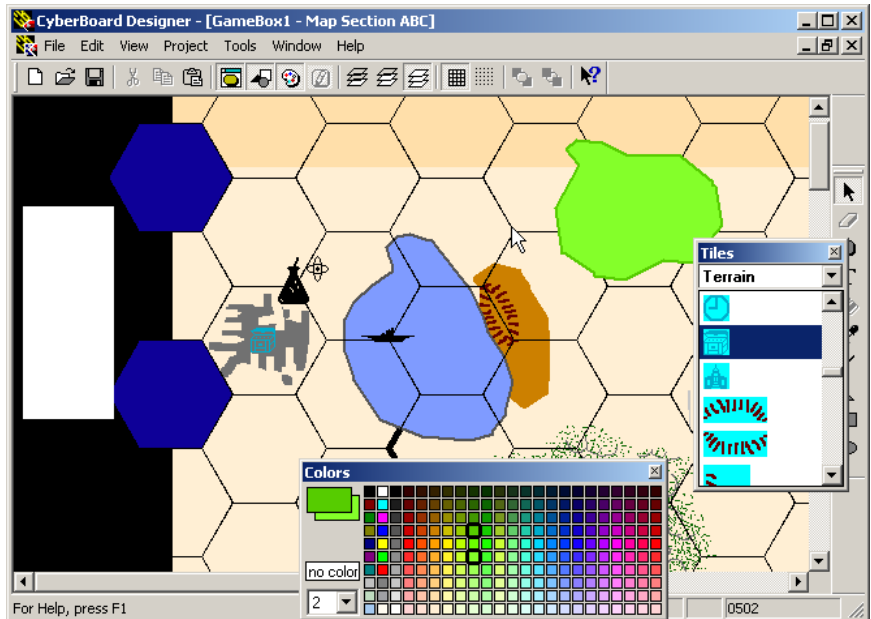 CyberBoard Designer - [GameBox1 - Map Section ABC]
File Edit View Project Tools Window Help
Tiles
Terrain
Colors
no color
2
For Help, press F1
0502